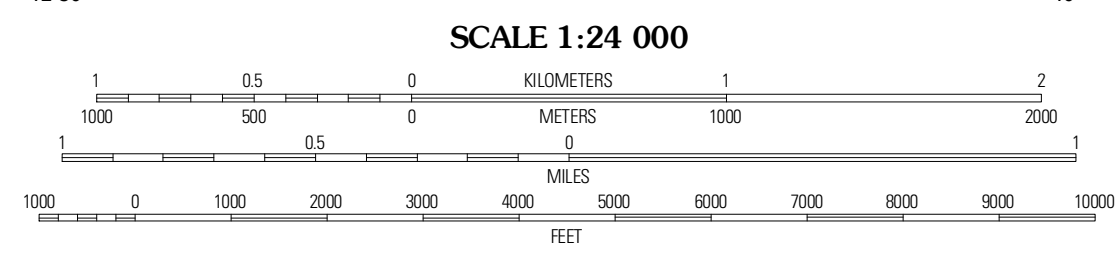 SCALE 1:24 000
1 0.5 0 KILOMETERS 1 2
1000 500 0 METERS 1000 2000
1 0.5 0 1
MILES
1000 0 1000 2000 3000 4000 5000 6000 7000 8000 9000 10000
FEET